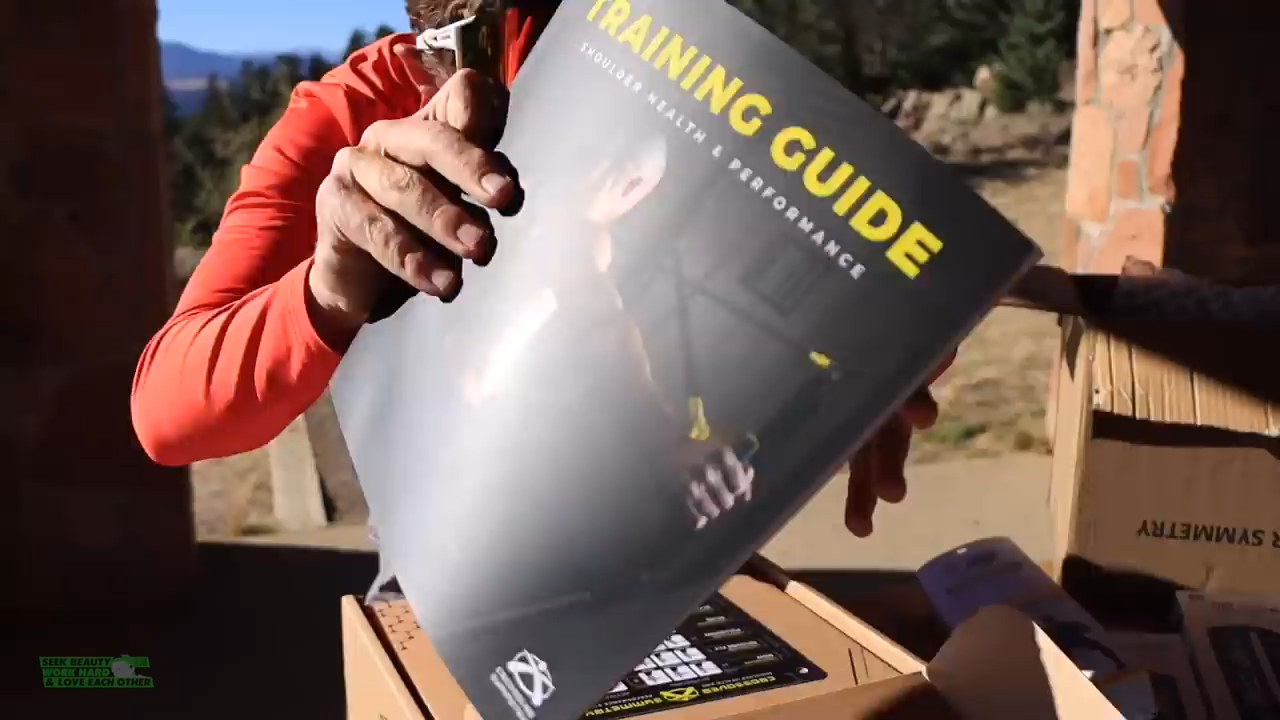 TRAINING GUIDE
SHOULDER HEALTH & PERFORMANCE
R SYMMETRY
CROSSOVER SYMMETRY
SEEK BEAUTY
WORK HARD
& LOVE EACH OTHER